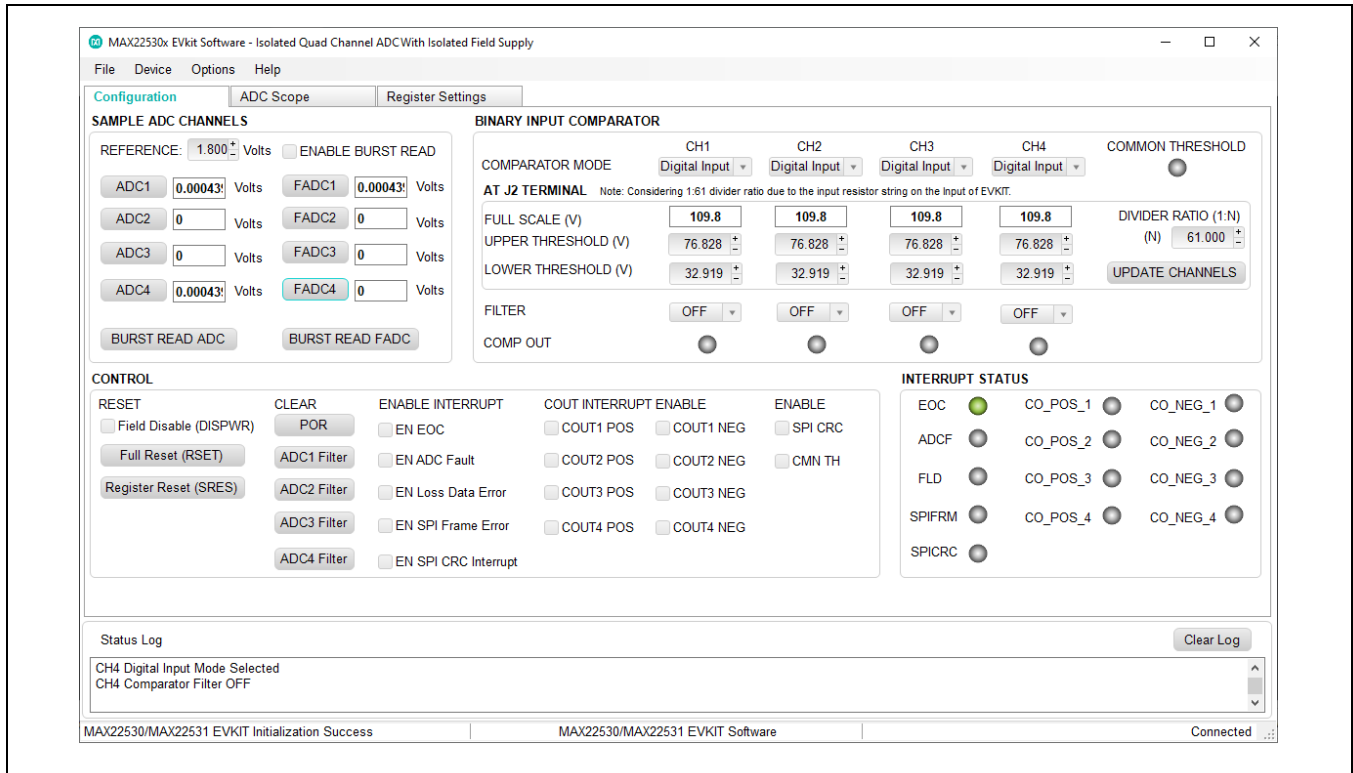 MAX22530x EVkit Software - Isolated Quad Channel ADCWith Isolated Field Supply
File Device Options Help
Configuration ADC Scope Register Settings
SAMPLE ADC CHANNELS
REFERENCE: 1.800 Volts ENABLE BURST READ
ADC1 0.00043 Volts FADC1 0.00043 Volts
ADC2 0 Volts FADC2 0 Volts
ADC3 0 Volts FADC3 0 Volts
ADC4 0.00043 Volts FADC4 0 Volts
BURST READ ADC BURST READ FADC
BINARY INPUT COMPARATOR
CH1 CH2 CH3 CH4 COMMON THRESHOLD
COMPARATOR MODE Digital Input Digital Input Digital Input Digital Input
AT J2 TERMINAL Note: Considering 1:61 divider ratio due to the input resistor string on the Input of EVKIT.
FULL SCALE (V) 109.8 109.8 109.8 109.8 DIVIDER RATIO (1:N)
UPPER THRESHOLD (V) 76.828 76.828 76.828 76.828 (N) 61.000
LOWER THRESHOLD (V) 32.919 32.919 32.919 32.919 UPDATE CHANNELS
FILTER OFF OFF OFF OFF
COMP OUT
CONTROL
RESET CLEAR ENABLE INTERRUPT COUT INTERRUPT ENABLE ENABLE
Field Disable (DISPWR) POR EN EOC COUT1 POS COUT1 NEG SPI CRC
Full Reset (RSET) ADC1 Filter EN ADC Fault COUT2 POS COUT2 NEG CMN TH
Register Reset (SRES) ADC2 Filter EN Loss Data Error COUT3 POS COUT3 NEG
ADC3 Filter EN SPI Frame Error COUT4 POS COUT4 NEG
ADC4 Filter EN SPI CRC Interrupt
INTERRUPT STATUS
EOC CO_POS_1 CO_NEG_1
ADCF CO_POS_2 CO_NEG_2
FLD CO_POS_3 CO_NEG_3
SPIFRM CO_POS_4 CO_NEG_4
SPICRC
Status Log Clear Log
CH4 Digital Input Mode Selected
CH4 Comparator Filter OFF
MAX22530/MAX22531 EVKIT Initialization Success MAX22530/MAX22531 EVKIT Software Connected